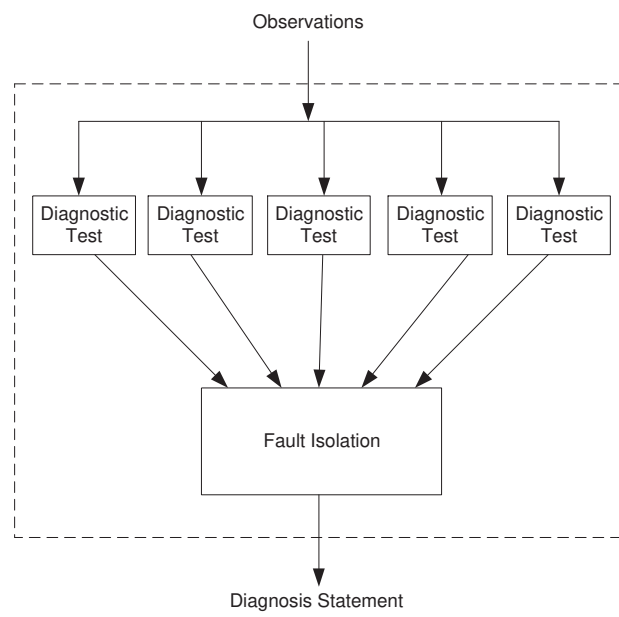 Observations
Diagnostic
Test
Diagnostic
Test
Diagnostic
Test
Diagnostic
Test
Diagnostic
Test
Fault Isolation
Diagnosis Statement